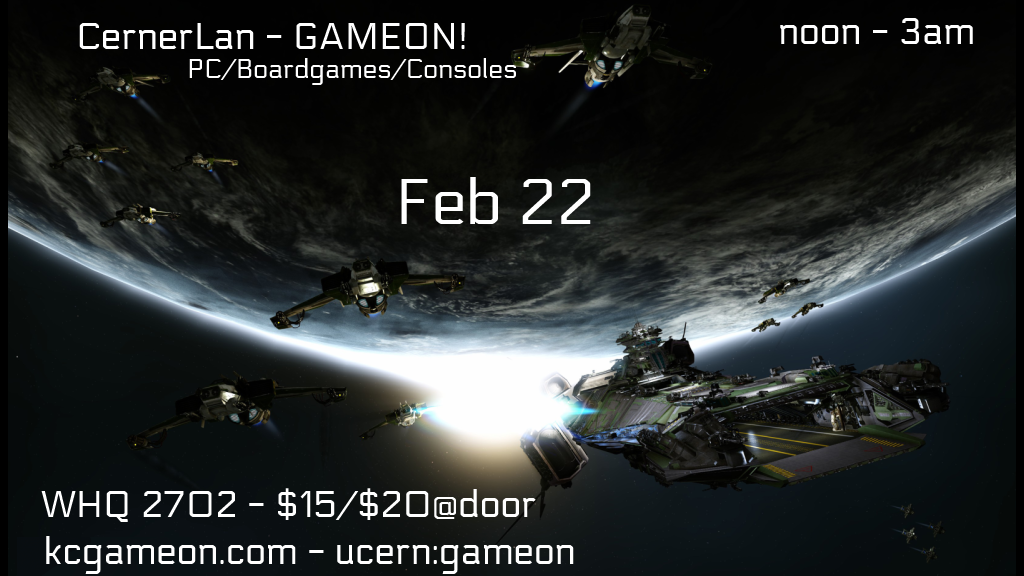 CernerLan - GAMEON!
noon - 3am
PC/Boardgames/Consoles
Feb 22
WHQ 2702 - $15/$20@door
kcgameon.com - ucern:gameon